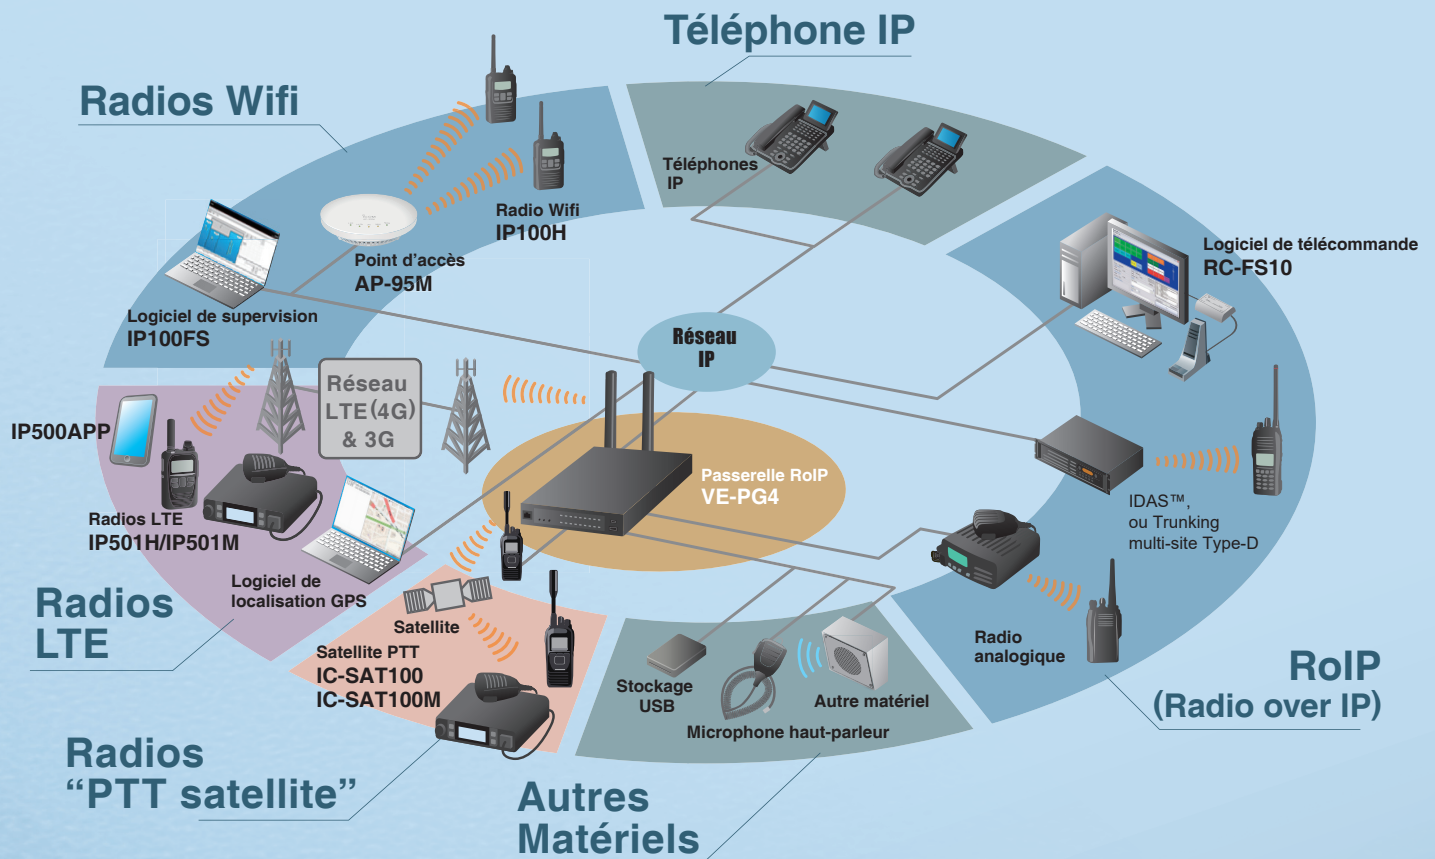 Téléphone IP
Radios Wifi
Téléphones
IP
Radio Wifi
IP100H
Point d’accès
AP-95M
Logiciel de supervision
IP100FS
Logiciel de télécommande
RC-FS10
Réseau
IP
Réseau
LTE(4G)
& 3G
IP500APP
Passerelle RoIP
VE-PG4
Radios LTE
IP501H/IP501M
Logiciel de
localisation GPS
Radios
LTE
IDAS™,
ou Trunking
multi-site Type-D
Satellite
Satellite PTT
IC-SAT100
IC-SAT100M
Radio
analogique
Stockage
USB
Autre matériel
Microphone haut-parleur
RoIP
(Radio over IP)
Radios
“PTT satellite”
Autres
Matériels